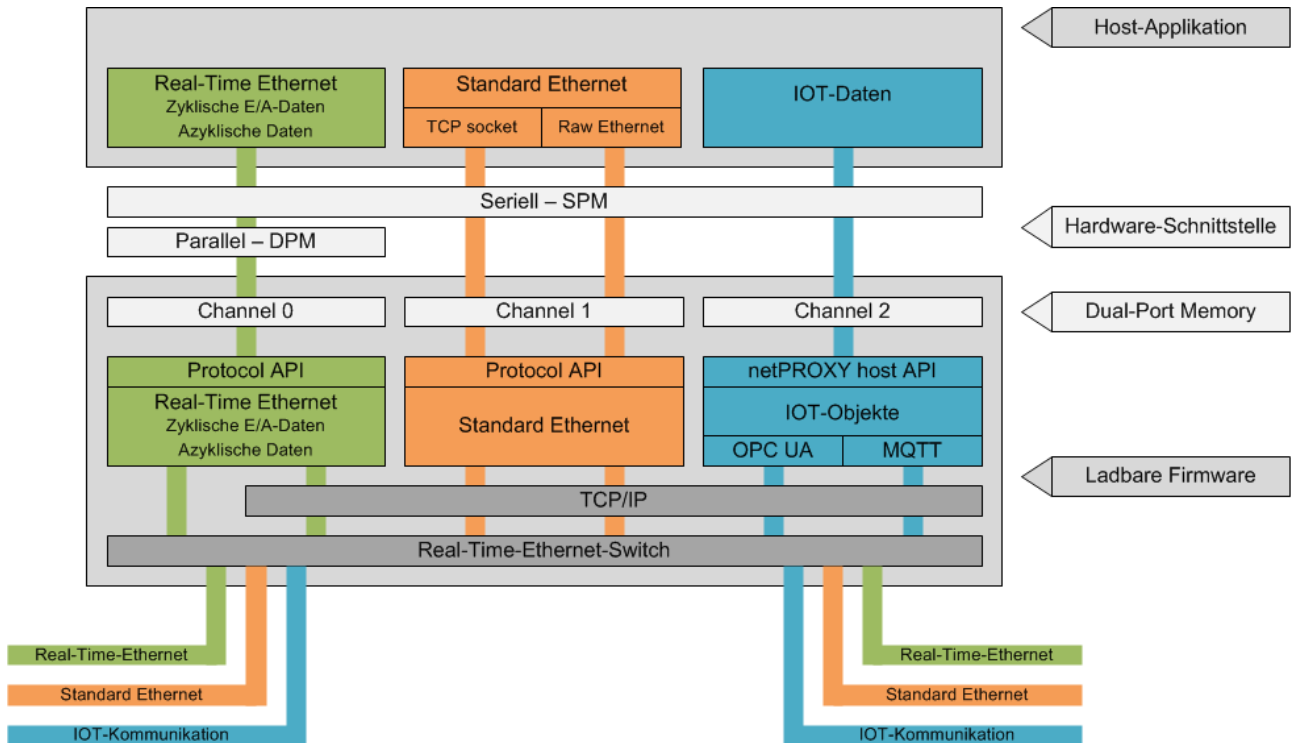 Host-Applikation
Real-Time Ethernet
Zyklische E/A-Daten
Azyklische Daten
Standard Ethernet
TCP socket
Raw Ethernet
IOT-Daten
Seriell – SPM
Parallel – DPM
Hardware-Schnittstelle
Channel 0
Channel 1
Channel 2
Dual-Port Memory
Protocol API
Real-Time Ethernet
Zyklische E/A-Daten
Azyklische Daten
Protocol API
Standard Ethernet
netPROXY host API
IOT-Objekte
OPC UA
MQTT
Ladbare Firmware
TCP/IP
Real-Time-Ethernet-Switch
Real-Time-Ethernet
Standard Ethernet
IOT-Kommunikation
Real-Time-Ethernet
Standard Ethernet
IOT-Kommunikation